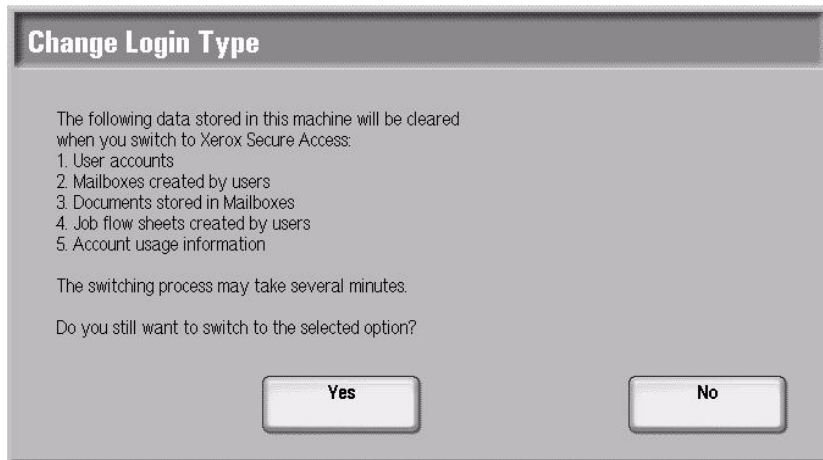 Change Login Type
The following data stored in this machine will be cleared
when you switch to Xerox Secure Access:
1. User accounts
2. Mailboxes created by users
3. Documents stored in Mailboxes
4. Job flow sheets created by users
5. Account usage information
The switching process may take several minutes.
Do you still want to switch to the selected option?
Yes
No